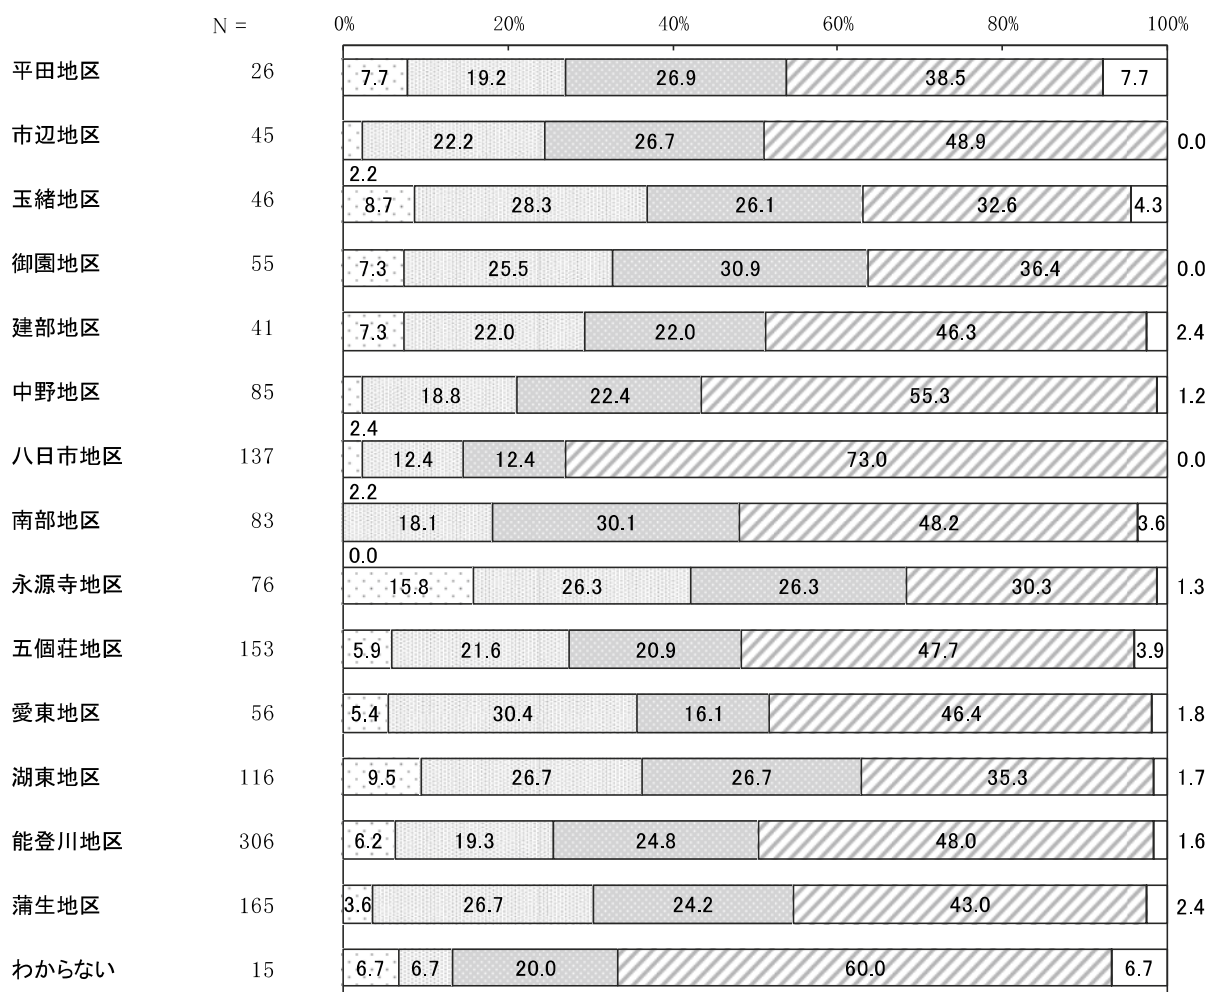 N = 0% 20% 40% 60% 80% 100%
平田地区 26 7.7 19.2 26.9 38.5 7.7
市辺地区 45 22.2 26.7 48.9 0.0
2.2
玉緒地区 46 8.7 28.3 26.1 32.6 4.3
御園地区 55 7.3 25.5 30.9 36.4 0.0
建部地区 41 7.3 22.0 22.0 46.3 2.4
中野地区 85 18.8 22.4 55.3 1.2
2.4
八日市地区 137 12.4 12.4 73.0 0.0
2.2
南部地区 83 18.1 30.1 48.2 3.6
0.0
永源寺地区 76 15.8 26.3 26.3 30.3 1.3
五個荘地区 153 5.9 21.6 20.9 47.7 3.9
愛東地区 56 5.4 30.4 16.1 46.4 1.8
湖東地区 116 9.5 26.7 26.7 35.3 1.7
能登川地区 306 6.2 19.3 24.8 48.0 1.6
蒲生地区 165 3.6 26.7 24.2 43.0 2.4
わからない 15 6.7 6.7 20.0 60.0 6.7